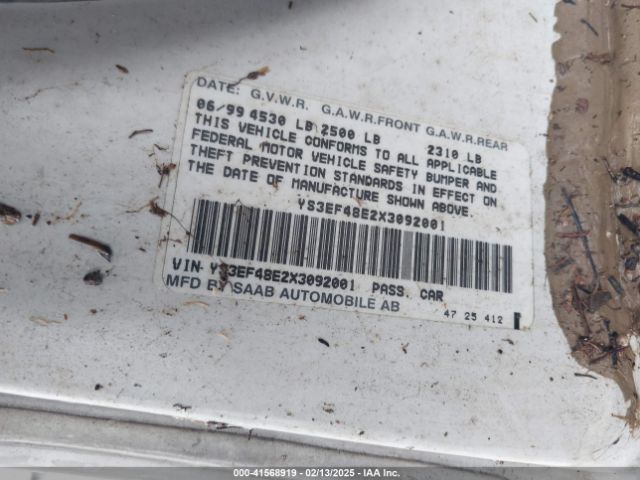 DATE: G.V.W.R. G.A.W.R.FRONT G.A.W.R.REAR
06/99 4530 LB 2500 LB 2310 LB
THIS VEHICLE CONFORMS TO ALL APPLICABLE
FEDERAL MOTOR VEHICLE SAFETY BUMPER AND
THEFT PREVENTION STANDARDS IN EFFECT ON
THE DATE OF MANUFACTURE SHOWN ABOVE.
YS3EF48E2X3092001
VIN- YS3EF48E2X3092001 PASS. CAR
MFD BY SAAB AUTOMOBILE AB
47 25 412
000-41568919 - 02/13/2025 - IAA Inc.